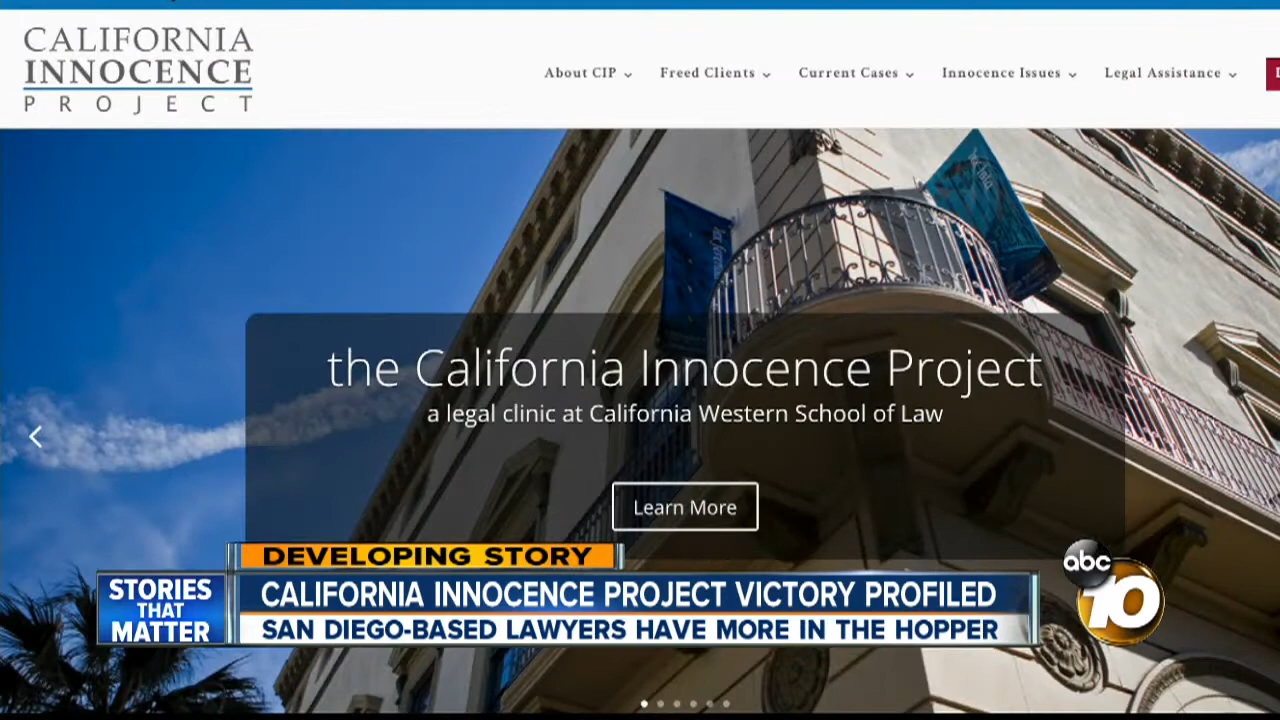 CALIFORNIA
INNOCENCE
PROJECT
About CIP
Freed Clients
Current Cases
Innocence Issues
Legal Assistance
the California Innocence Project
a legal clinic at California Western School of Law
Learn More
DEVELOPING STORY
STORIES
THAT
MATTER
CALIFORNIA INNOCENCE PROJECT VICTORY PROFILED
SAN DIEGO-BASED LAWYERS HAVE MORE IN THE HOPPER
abc
10